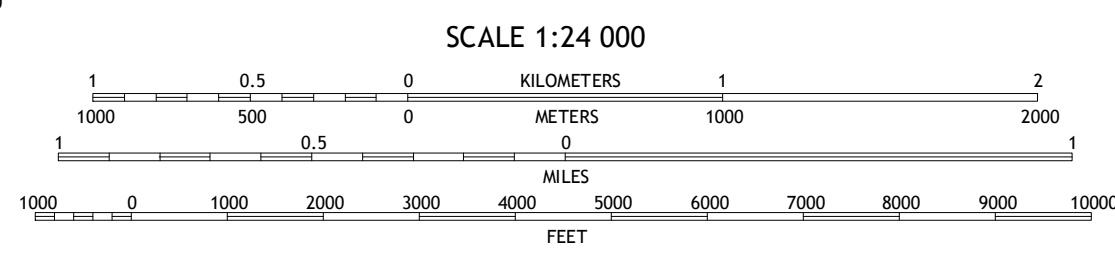 SCALE 1:24 000
1 0.5 0 KILOMETERS 1 2
1000 500 0 METERS 1000 2000
1 0.5 0 1
MILES
1000 0 1000 2000 3000 4000 5000 6000 7000 8000 9000 10000
FEET